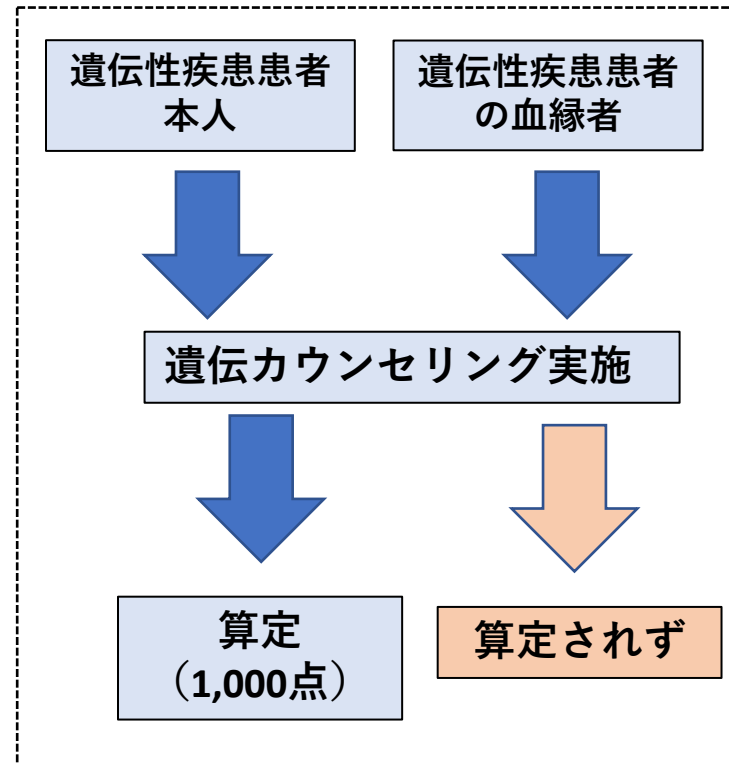 遺伝性疾患患者
本人
遺伝性疾患患者
の血縁者
遺伝カウンセリング実施
算定
（1,000点）
算定されず